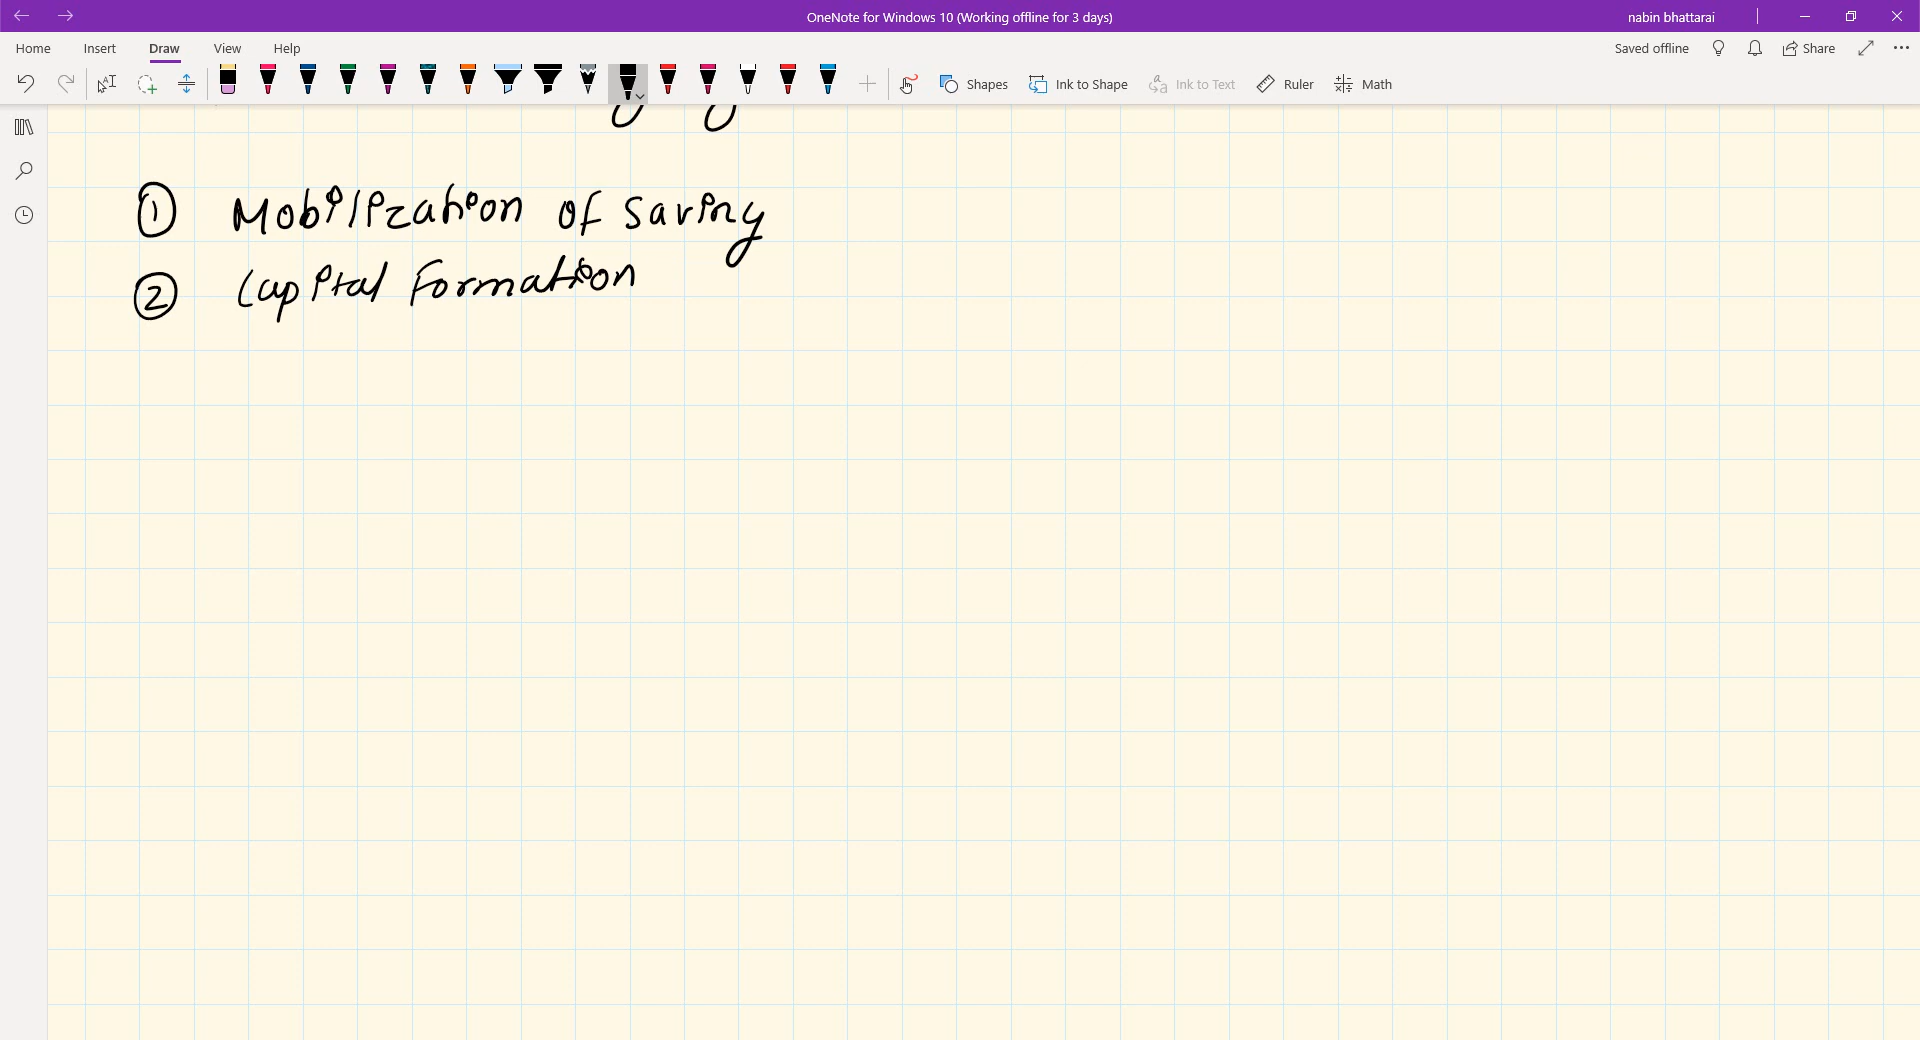 OneNote for Windows 10 (Working offline for 3 days)
nabin bhattarai
Home Insert Draw View Help
Saved offline Share
Shapes Ink to Shape Ink to Text Ruler Math
① Mobilization of saving
② Capital Formation